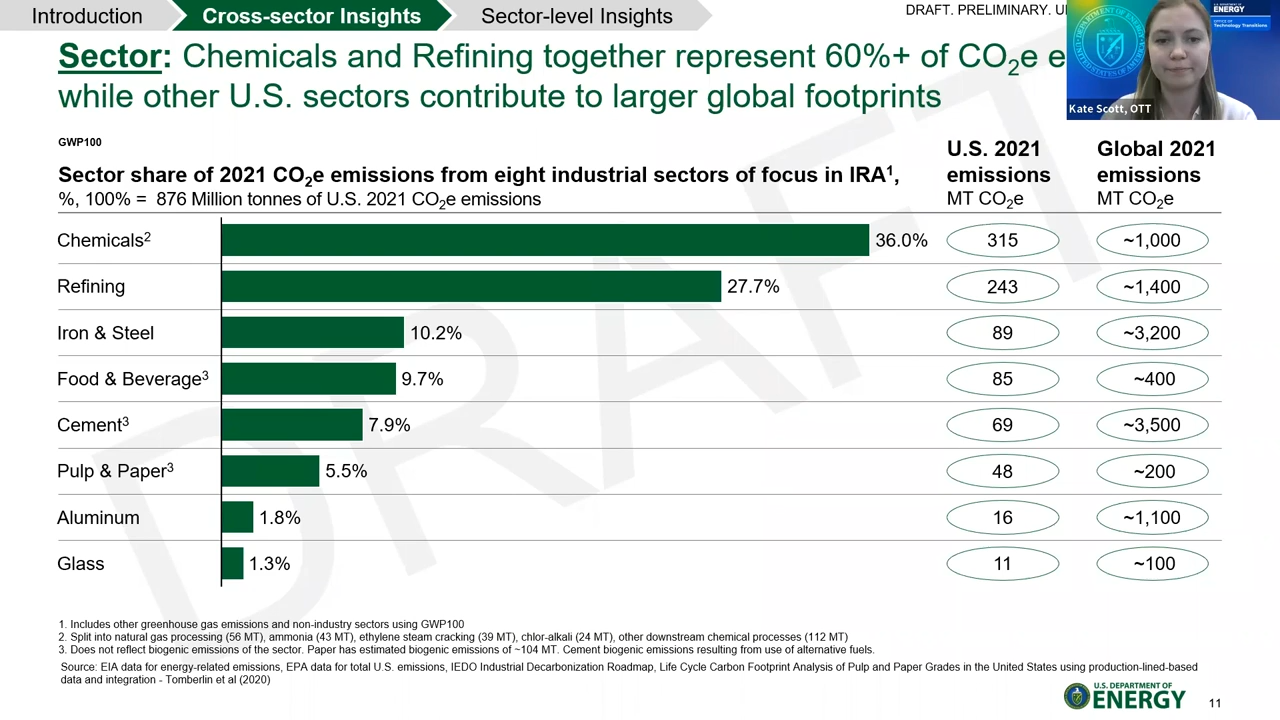 Introduction Cross-sector Insights Sector-level Insights
DRAFT. PRELIMINARY.
U.S. DEPARTMENT OF
ENERGY
OFFICE OF
Technology Transitions
Kate Scott, OTT
Sector: Chemicals and Refining together represent 60%+ of CO₂e
while other U.S. sectors contribute to larger global footprints
GWP100
Sector share of 2021 CO₂e emissions from eight industrial sectors of focus in IRA¹,
%, 100% = 876 Million tonnes of U.S. 2021 CO₂e emissions
U.S. 2021
emissions
MT CO₂e
Global 2021
emissions
MT CO₂e
Chemicals² 36.0% 315 ~1,000
Refining 27.7% 243 ~1,400
Iron & Steel 10.2% 89 ~3,200
Food & Beverage³ 9.7% 85 ~400
Cement³ 7.9% 69 ~3,500
Pulp & Paper³ 5.5% 48 ~200
Aluminum 1.8% 16 ~1,100
Glass 1.3% 11 ~100
DRAFT
1. Includes other greenhouse gas emissions and non-industry sectors using GWP100
2. Split into natural gas processing (56 MT), ammonia (43 MT), ethylene steam cracking (39 MT), chlor-alkali (24 MT), other downstream chemical processes (112 MT)
3. Does not reflect biogenic emissions of the sector. Paper has estimated biogenic emissions of ~104 MT. Cement biogenic emissions resulting from use of alternative fuels.
Source: EIA data for energy-related emissions, EPA data for total U.S. emissions, IEDO Industrial Decarbonization Roadmap, Life Cycle Carbon Footprint Analysis of Pulp and Paper Grades in the United States using production-lined-based
data and integration - Tomberlin et al (2020)
U.S. DEPARTMENT OF
ENERGY
11